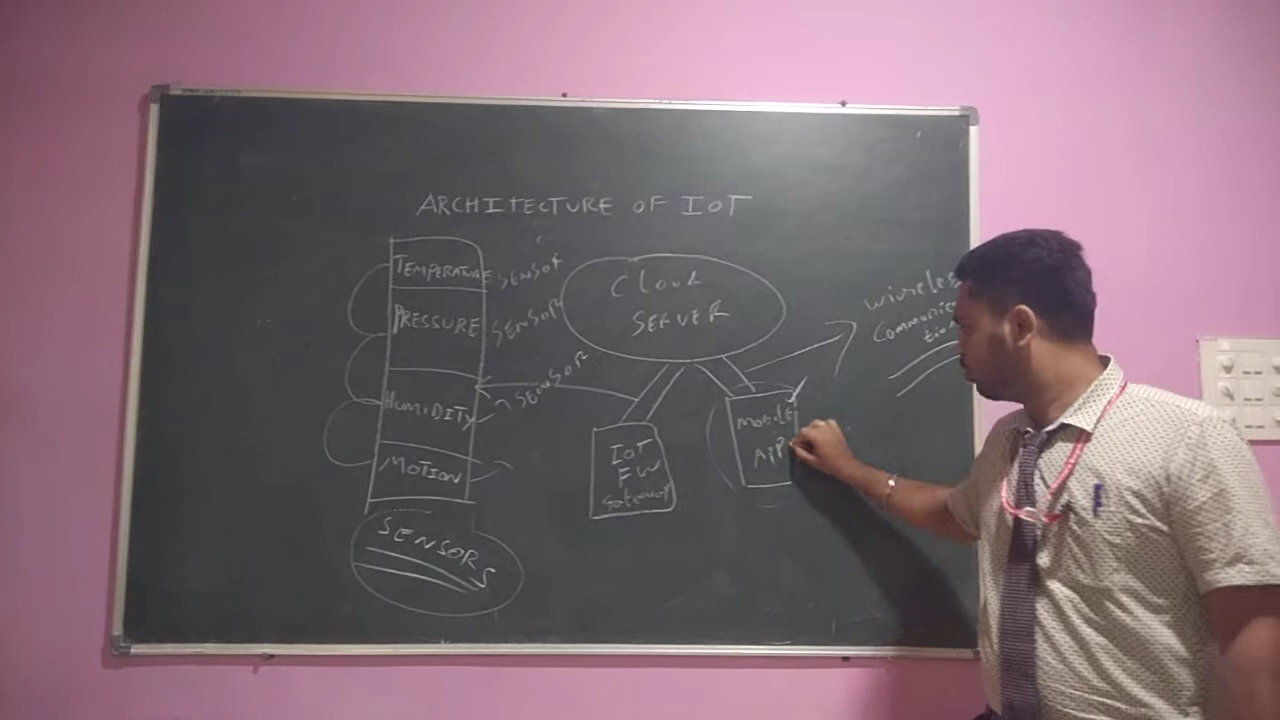 ARCHITECTURE OF IOT
TEMPERATURE SENSOR
PRESSURE SENSOR
HUMIDITY SENSOR
MOTION
SENSORS
Cloud
SERVER
IOT
FW
Gateway
MOBILE
APP
wireless
communica
tion